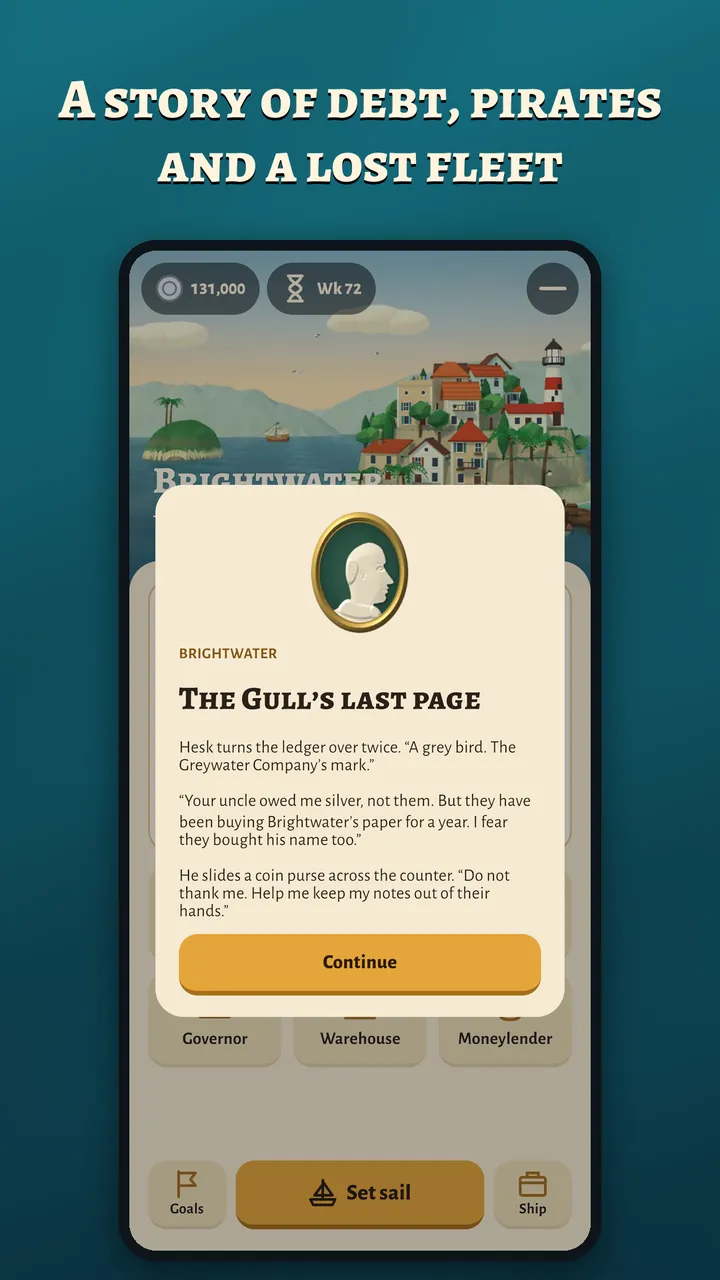 A STORY OF DEBT, PIRATES
AND A LOST FLEET
131,000
Wk 72
BRIGHTWATER
BRIGHTWATER
THE GULL’S LAST PAGE
Hesk turns the ledger over twice. “A grey bird. The
Greywater Company’s mark.”
“Your uncle owed me silver, not them. But they have
been buying Brightwater’s paper for a year. I fear
they bought his name too.”
He slides a coin purse across the counter. “Do not
thank me. Help me keep my notes out of their
hands.”
Continue
Governor
Warehouse
Moneylender
Goals
Set sail
Ship